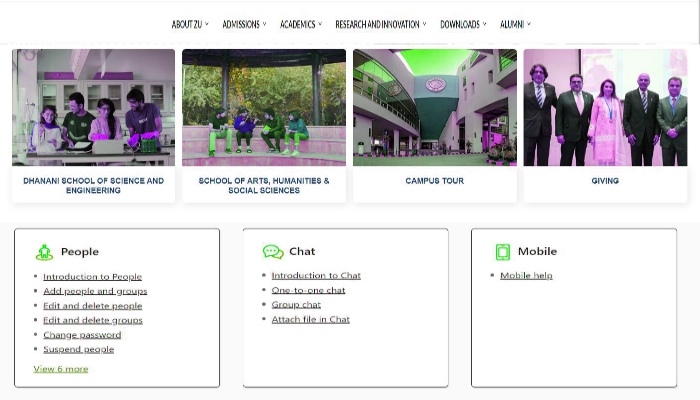 ABOUT ZU ADMISSIONS ACADEMICS RESEARCH AND INNOVATION DOWNLOADS ALUMNI
DHANANI SCHOOL OF SCIENCE AND
ENGINEERING
SCHOOL OF ARTS, HUMANITIES &
SOCIAL SCIENCES
CAMPUS TOUR
GIVING
People
Introduction to People
Add people and groups
Edit and delete people
Edit and delete groups
Change password
Suspend people
View 6 more
Chat
Introduction to Chat
One-to-one chat
Group chat
Attach file in Chat
Mobile
Mobile help